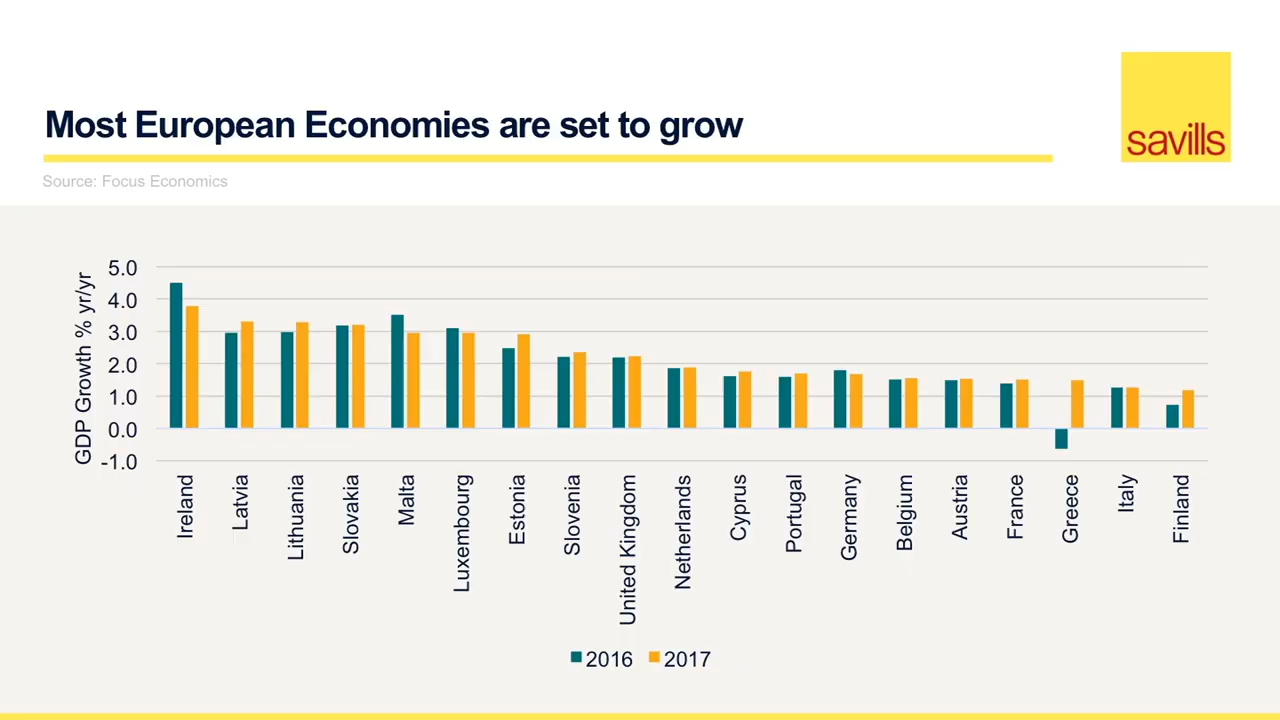 Most European Economies are set to grow
savills
Source: Focus Economics
GDP Growth % yr/yr
5.0
4.0
3.0
2.0
1.0
0.0
-1.0
Ireland
Latvia
Lithuania
Slovakia
Malta
Luxembourg
Estonia
Slovenia
United Kingdom
Netherlands
Cyprus
Portugal
Germany
Belgium
Austria
France
Greece
Italy
Finland
2016 2017